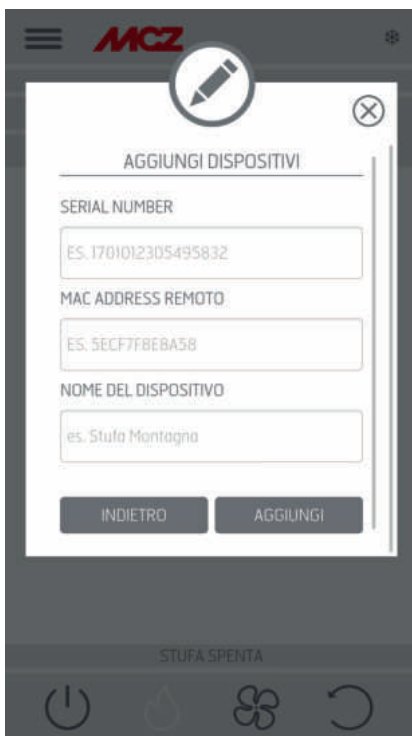 MCZ
AGGIUNGI DISPOSITIVI
SERIAL NUMBER
ES. 1701012305495832
MAC ADDRESS REMOTO
ES. 5ECF7F8E8A58
NOME DEL DISPOSITIVO
es. Stufa Montagna
INDIETRO AGGIUNGI
STUFA SPENTA